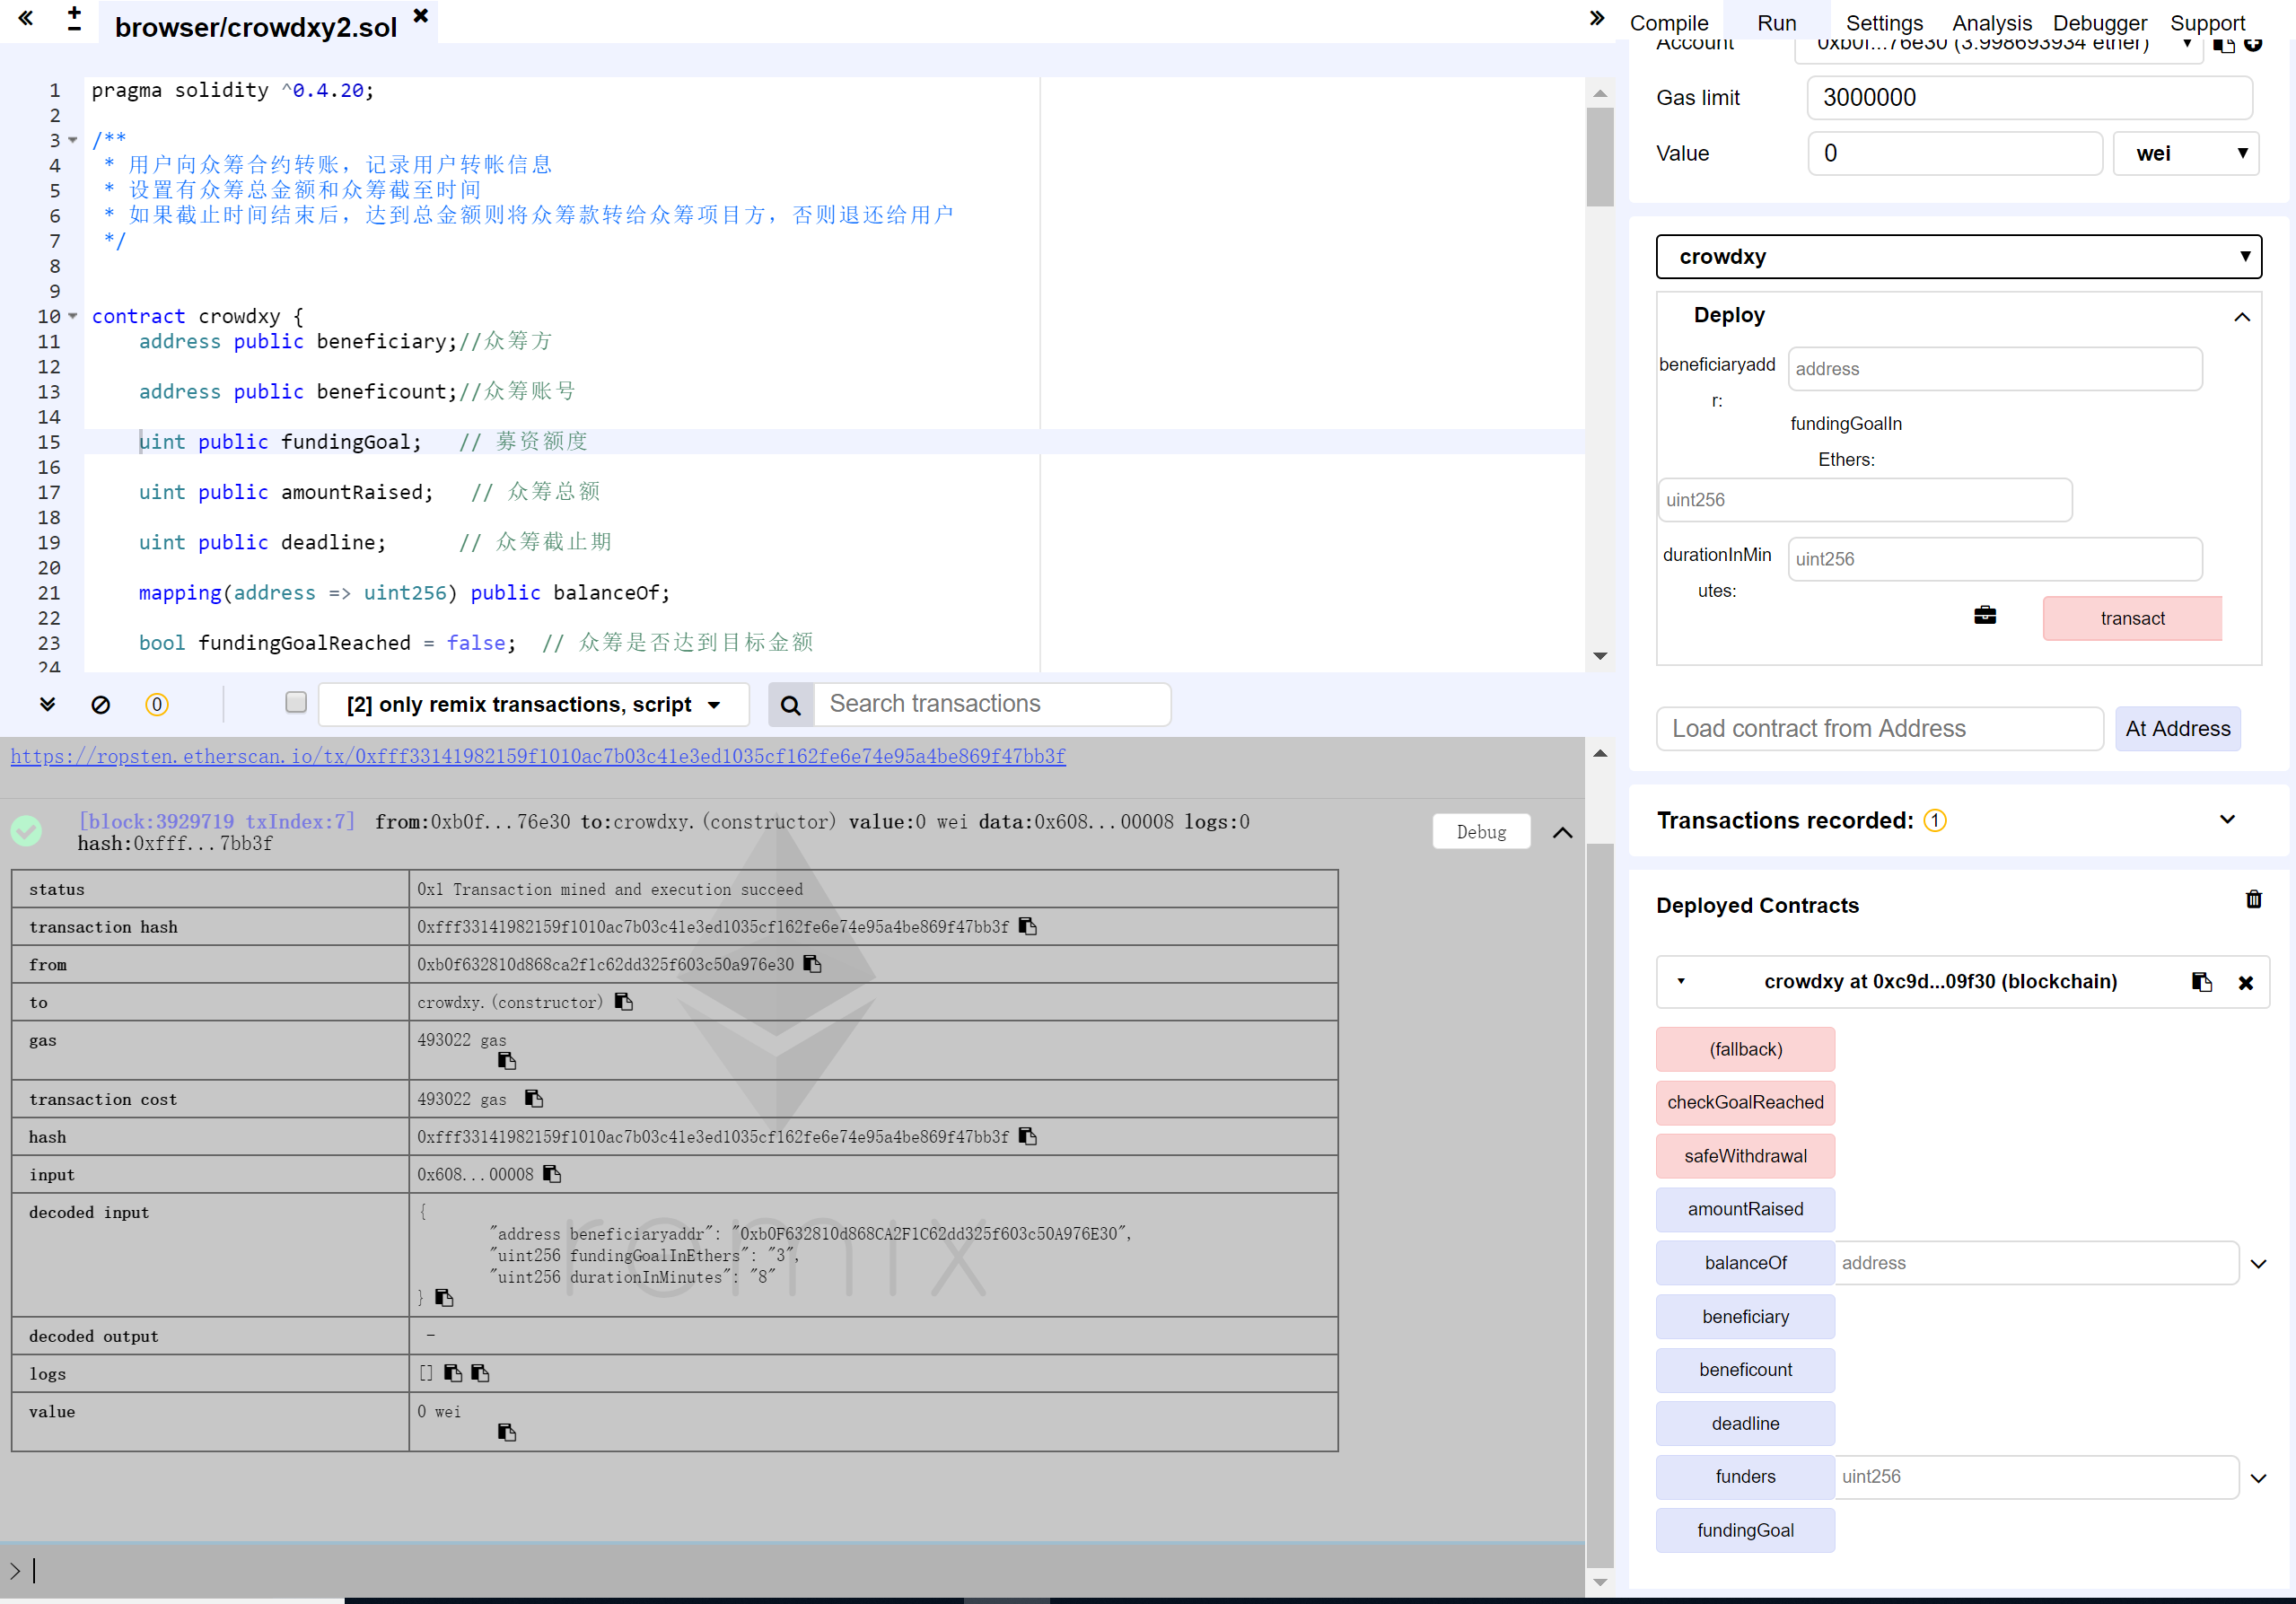 browser/crowdxy2.sol
1 pragma solidity ^0.4.20;
2
3 /**
4 * 用户向众筹合约转账，记录用户转帐信息
5 * 设置有众筹总金额和众筹截至时间
6 * 如果截止时间结束后，达到总金额则将众筹款转给众筹项目方，否则退还给用户
7 */
8
9
10 contract crowdxy {
11 address public beneficiary;//众筹方
12
13 address public beneficount;//众筹账号
14
15 uint public fundingGoal; // 募资额度
16
17 uint public amountRaised; // 众筹总额
18
19 uint public deadline; // 众筹截止期
20
21 mapping(address => uint256) public balanceOf;
22
23 bool fundingGoalReached = false; // 众筹是否达到目标金额
24
0
[2] only remix transactions, script
Search transactions
https://ropsten.etherscan.io/tx/0xfff33141982159f1010ac7b03c41e3ed1035cf162fe6e74e95a4be869f47bb3f
[block:3929719 txIndex:7] from:0xb0f...76e30 to:crowdxy.(constructor) value:0 wei data:0x608...00008 logs:0
hash:0xfff...7bb3f
Debug
status 0x1 Transaction mined and execution succeed
transaction hash 0xfff33141982159f1010ac7b03c41e3ed1035cf162fe6e74e95a4be869f47bb3f
from 0xb0f632810d868ca2f1c62dd325f603c50a976e30
to crowdxy.(constructor)
gas 493022 gas
transaction cost 493022 gas
hash 0xfff33141982159f1010ac7b03c41e3ed1035cf162fe6e74e95a4be869f47bb3f
input 0x608...00008
decoded input {
"address beneficiaryaddr": "0xb0F632810d868CA2F1C62dd325f603c50A976E30",
"uint256 fundingGoalInEthers": "3",
"uint256 durationInMinutes": "8"
}
decoded output -
logs []
value 0 wei
remix
>
Compile Run Settings Analysis Debugger Support
Account 0xb0f...76e30 (3.998693934 ether)
Gas limit 3000000
Value 0 wei
crowdxy
Deploy
beneficiaryadd
r:
address
fundingGoalIn
Ethers:
uint256
durationInMin
utes:
uint256
transact
Load contract from Address
At Address
Transactions recorded: 1
Deployed Contracts
crowdxy at 0xc9d...09f30 (blockchain)
(fallback)
checkGoalReached
safeWithdrawal
amountRaised
balanceOf address
beneficiary
beneficount
deadline
funders uint256
fundingGoal